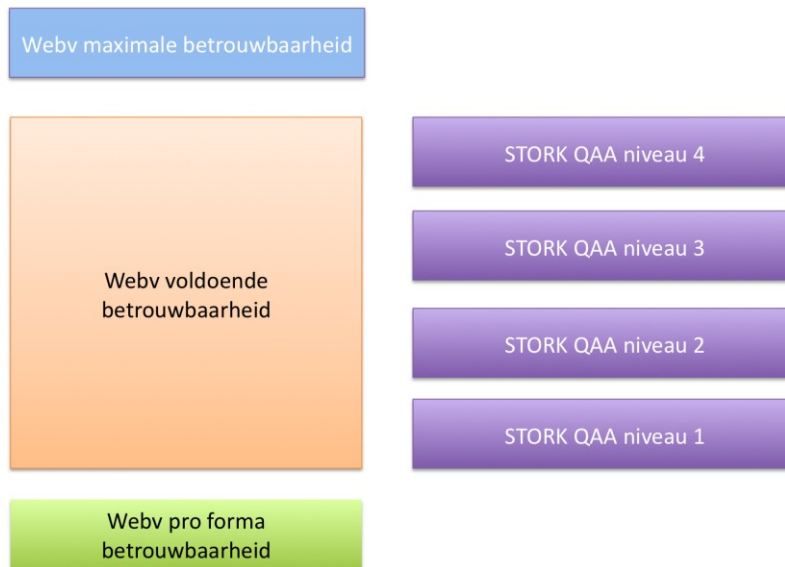 Webv maximale betrouwbaarheid
STORK QAA niveau 4
STORK QAA niveau 3
Webv voldoende
betrouwbaarheid
STORK QAA niveau 2
STORK QAA niveau 1
Webv pro forma
betrouwbaarheid